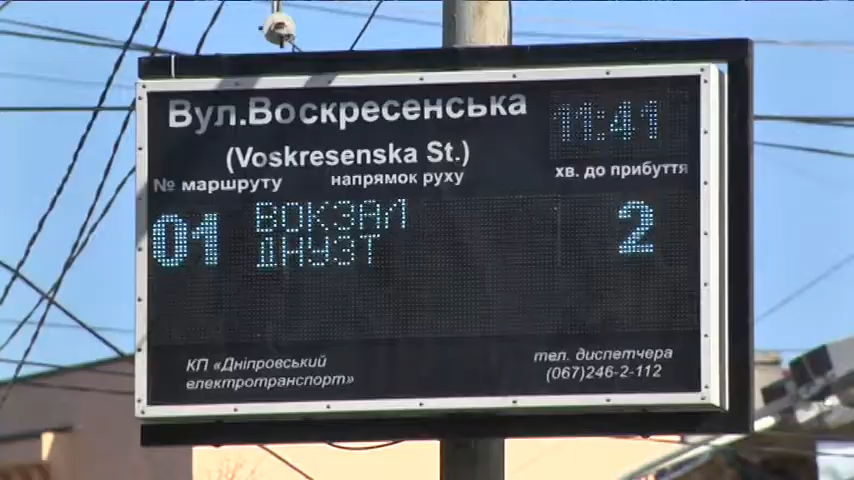 Вул.Воскресенська
11:41
(Voskresenska St.)
№ маршруту напрямок руху хв. до прибуття
01 ВОКЗАЛ 2
ДНУЗТ
КП «Дніпровський
електротранспорт»
тел. диспетчера
(067)246-2-112